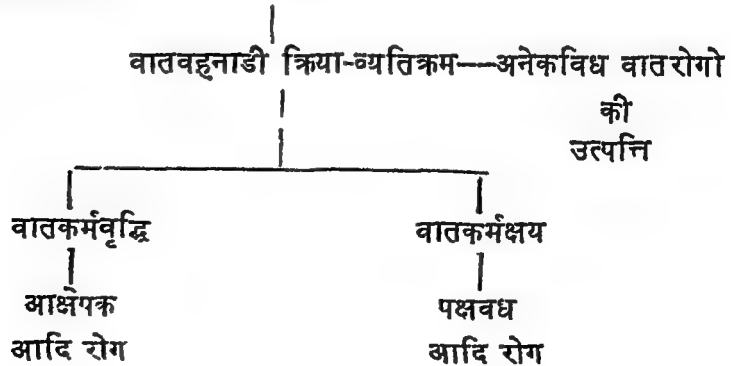 वातवहनाडी क्रिया-व्यतिक्रम—अनेकविध वातरोगो
की
उत्पत्ति
वातकर्मवृद्धि वातकर्मक्षय
आक्षेपक पक्षवध
आदि रोग आदि रोग